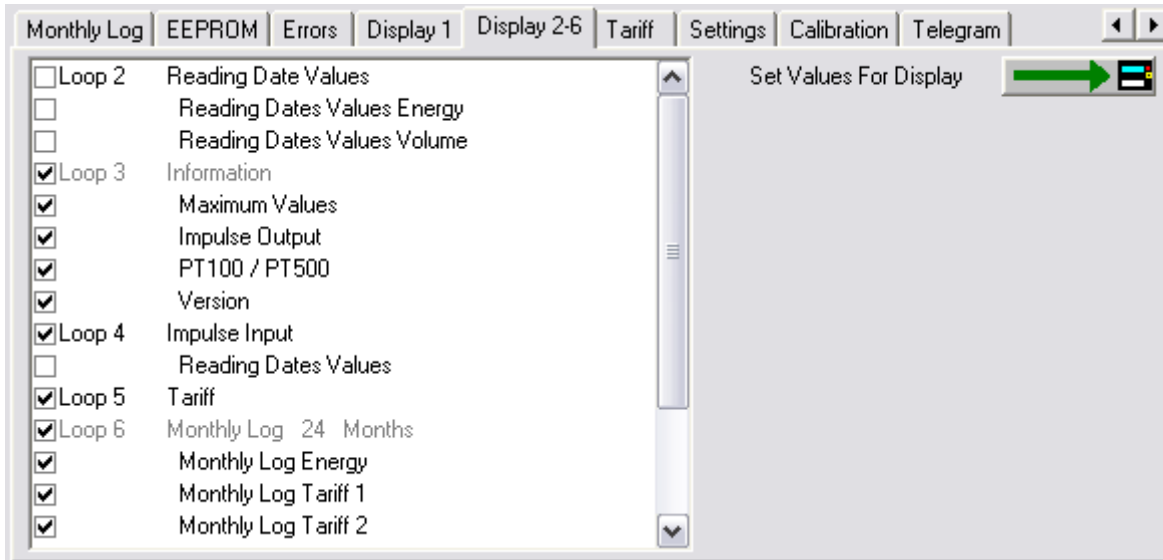 Monthly Log EEPROM Errors Display 1 Display 2-6 Tariff Settings Calibration Telegram
Loop 2 Reading Date Values
Set Values For Display
Reading Dates Values Energy
Reading Dates Values Volume
Loop 3 Information
Maximum Values
Impulse Output
PT100 / PT500
Version
Loop 4 Impulse Input
Reading Dates Values
Loop 5 Tariff
Loop 6 Monthly Log 24 Months
Monthly Log Energy
Monthly Log Tariff 1
Monthly Log Tariff 2